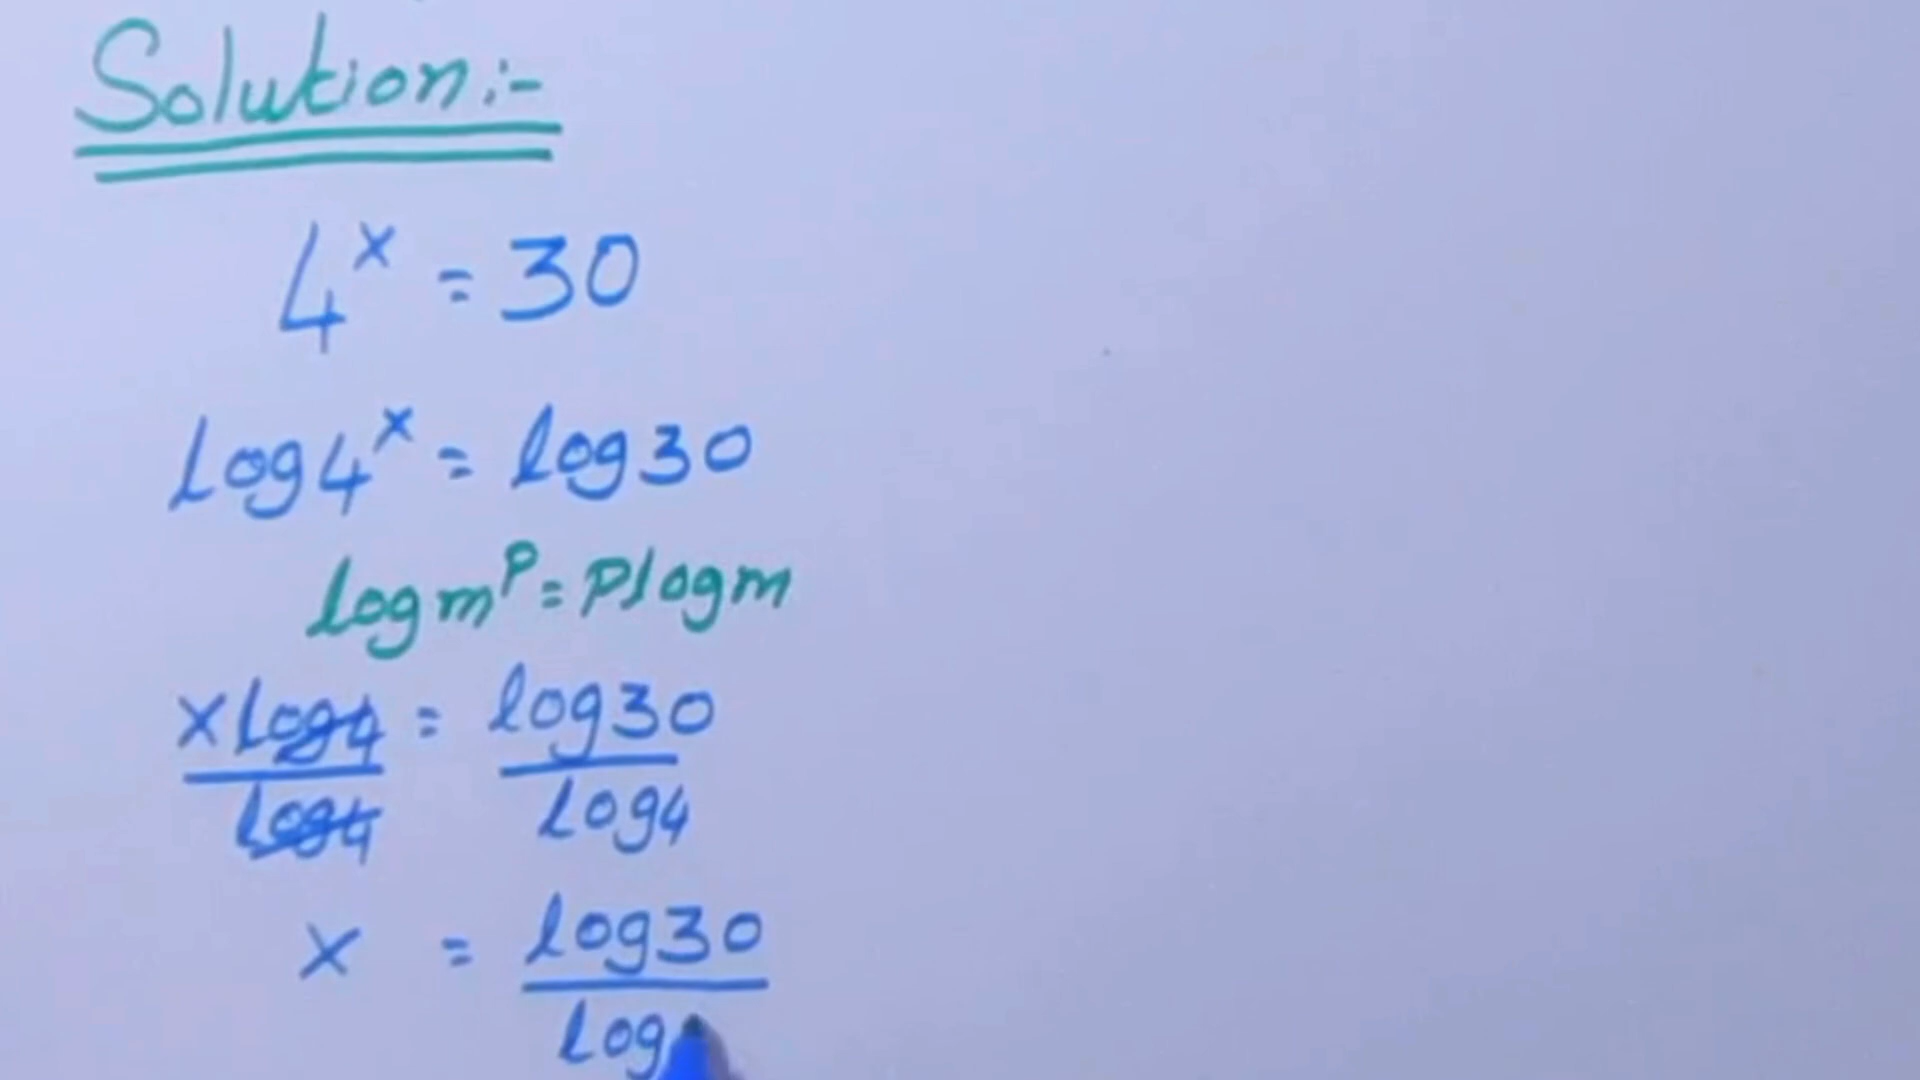 Solution:-
4^x = 30
log4^x = log30
logm^p = plogm
xlog4 / log4 = log30 / log4
x = log30 / log